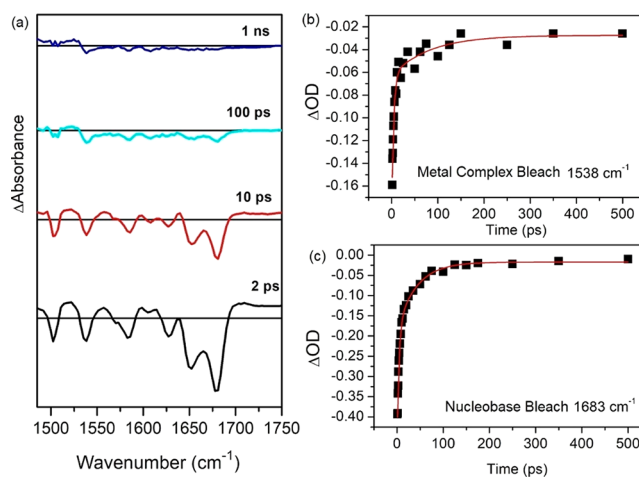 (a)
1 ns
100 ps
10 ps
2 ps
ΔAbsorbance
1500 1550 1600 1650 1700 1750
Wavenumber (cm⁻¹)
(b)
-0.02
-0.04
-0.06
-0.08
-0.10
-0.12
-0.14
-0.16
ΔOD
Metal Complex Bleach 1538 cm⁻¹
0 100 200 300 400 500
Time (ps)
(c)
0.00
-0.05
-0.10
-0.15
-0.20
-0.25
-0.30
-0.35
-0.40
ΔOD
Nucleobase Bleach 1683 cm⁻¹
0 100 200 300 400 500
Time (ps)